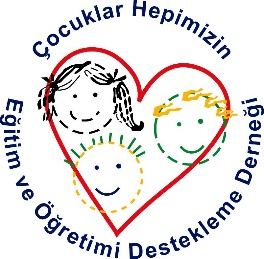 Çocuklar Hepimizin
Eğitim ve Öğretimi Destekleme Derneği